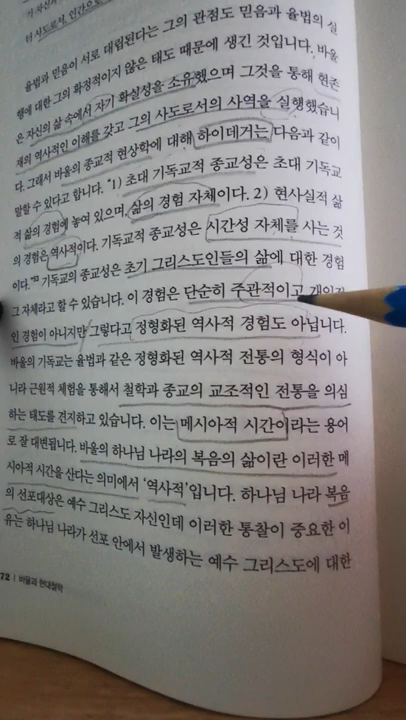 더 사도로서, 인간으로
율법과 믿음이 서로 대립된다는 그의 관점도 믿음과 율법의 실
행에 대한 그의 확정적이지 않은 태도 때문에 생긴 것입니다. 바울
은 자신의 삶 속에서 자기 확실성을 소유했으며 그것을 통해 현존
재의 역사적인 이해를 갖고 그의 사도로서의 사역을 실행했습니
다. 그래서 바울의 종교적 현상학에 대해 하이데거는 다음과 같이
말할 수 있다고 합니다. "1) 초대 기독교적 종교성은 초대 기독교
적 삶의 경험에 놓여 있으며, 삶의 경험 자체이다. 2) 현사실적 삶
의 경험은 역사적이다. 기독교적 종교성은 시간성 자체를 사는 것
이다." 기독교의 종교성은 초기 그리스도인들의 삶에 대한 경험
그 자체라고 할 수 있습니다. 이 경험은 단순히 주관적이고
인 경험이 아니지만 그렇다고 정형화된 역사적 경험도 아닙니다.
바울의 기독교는 율법과 같은 정형화된 역사적 전통의 형식이 아
니라 근원적 체험을 통해서 철학과 종교의 교조적인 전통을 의심
하는 태도를 견지하고 있습니다. 이는 메시아적 시간이라는 용어
로 잘 대변됩니다. 바울의 하나님 나라의 복음의 삶이란 이러한 메
시아적 시간을 산다는 의미에서 '역사적'입니다. 하나님 나라 복음
의 선포대상은 예수 그리스도 자신인데 이러한 통찰이 중요한 이
유는 하나님 나라가 선포 안에서 발생하는 예수 그리스도에 대한
72 | 바울과 현대철학